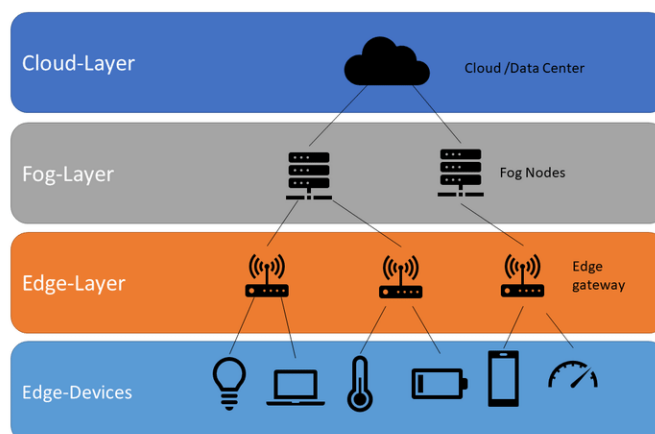 Cloud-Layer
Cloud /Data Center
Fog-Layer
Fog Nodes
Edge-Layer
Edge
gateway
Edge-Devices